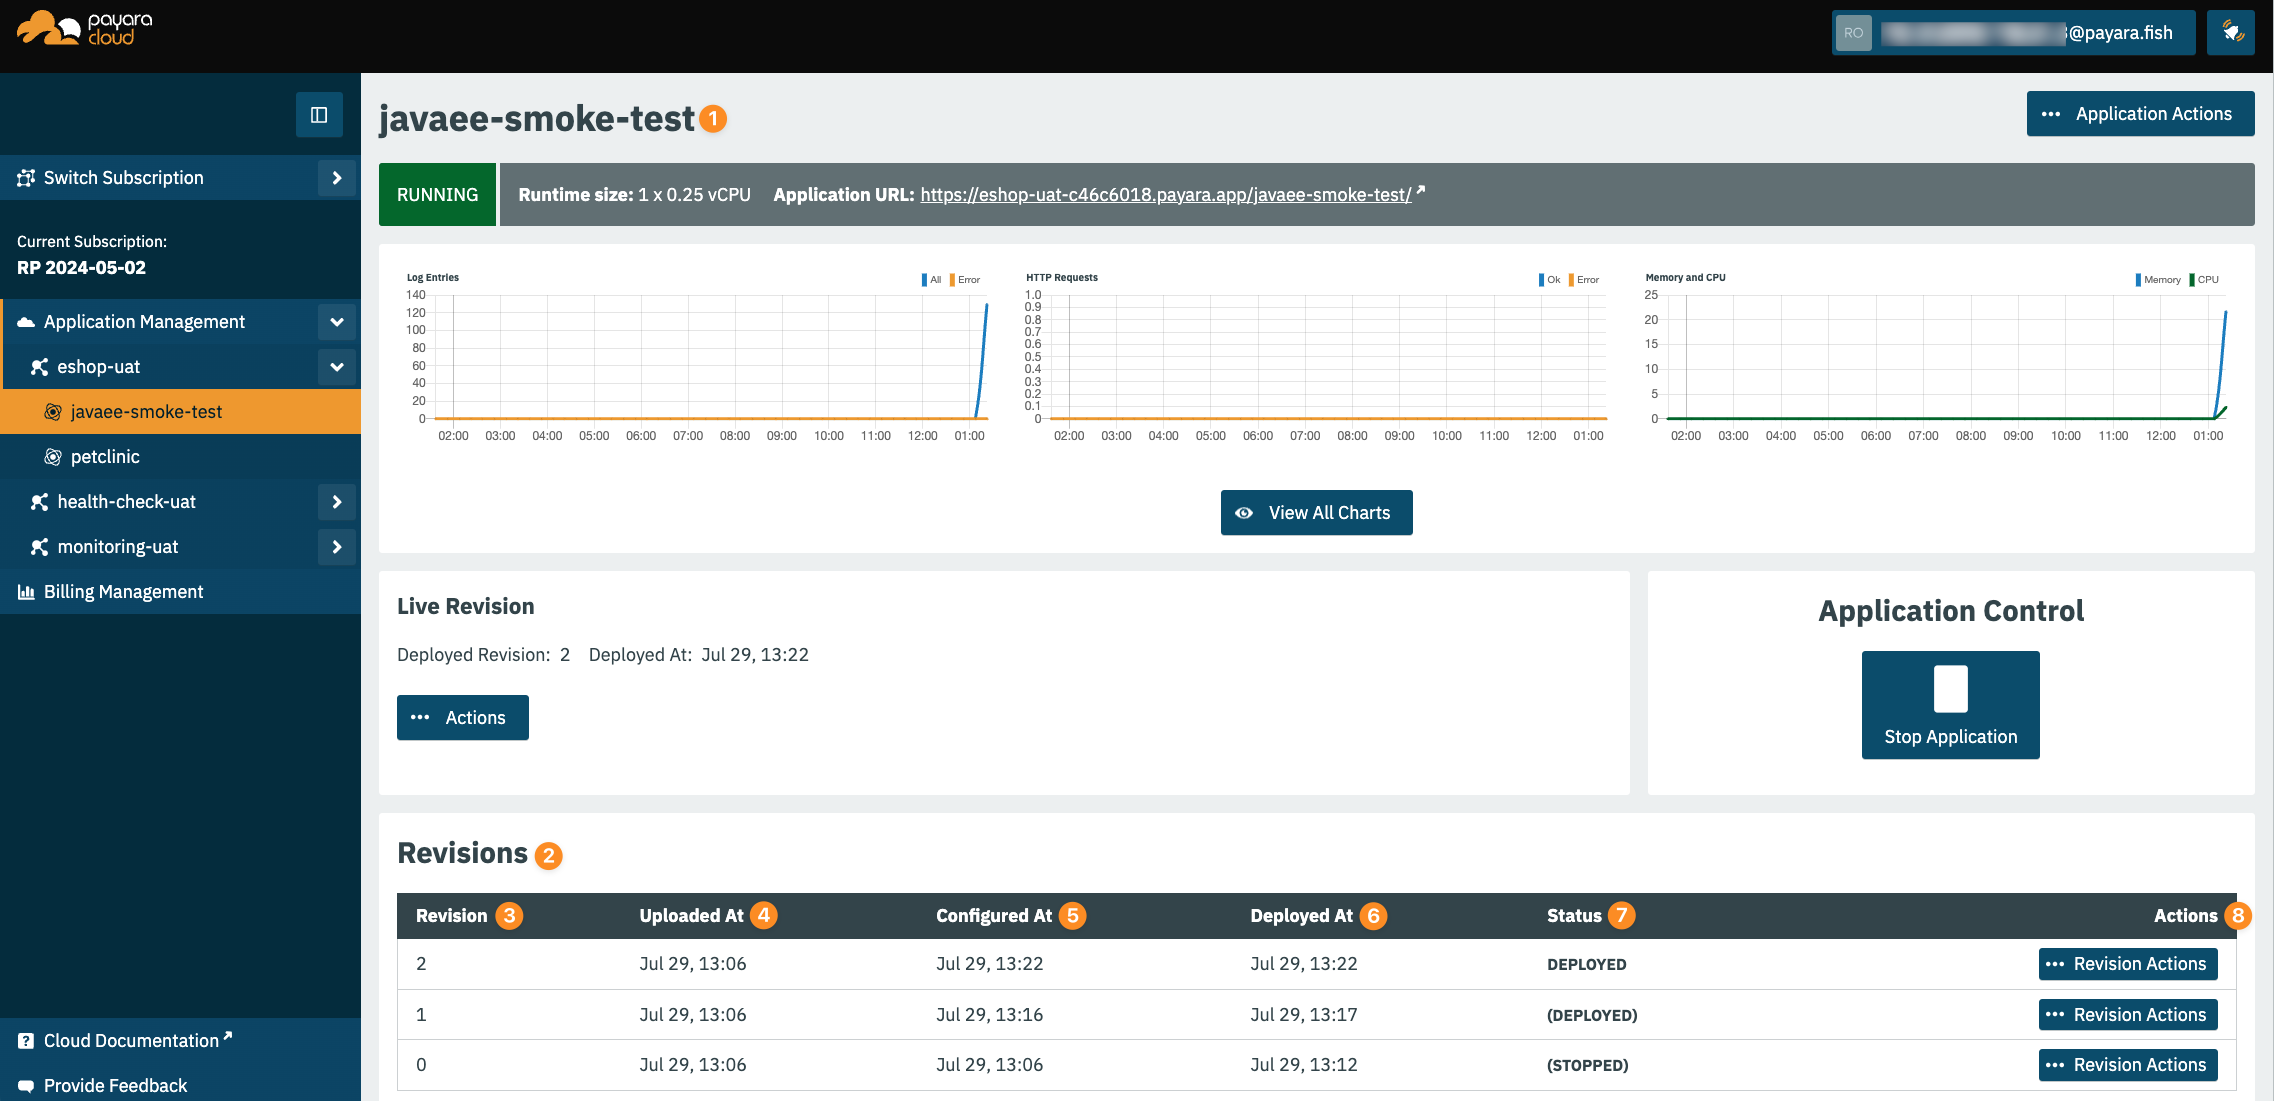 payara
cloud
RO
@payara.fish
Switch Subscription
Current Subscription:
RP 2024-05-02
Application Management
eshop-uat
javaee-smoke-test
petclinic
health-check-uat
monitoring-uat
Billing Management
Cloud Documentation
Provide Feedback
javaee-smoke-test 1
Application Actions
RUNNING Runtime size: 1 x 0.25 vCPU Application URL: https://eshop-uat-c46c6018.payara.app/javaee-smoke-test/
Log Entries
All Error
140
120
100
80
60
40
20
0
02:00 03:00 04:00 05:00 06:00 07:00 08:00 09:00 10:00 11:00 12:00 01:00
HTTP Requests
Ok Error
1.0
0.9
0.8
0.7
0.6
0.5
0.4
0.3
0.2
0.1
0
02:00 03:00 04:00 05:00 06:00 07:00 08:00 09:00 10:00 11:00 12:00 01:00
Memory and CPU
Memory CPU
25
20
15
10
5
0
02:00 03:00 04:00 05:00 06:00 07:00 08:00 09:00 10:00 11:00 12:00 01:00
View All Charts
Live Revision
Deployed Revision: 2 Deployed At: Jul 29, 13:22
Actions
Application Control
Stop Application
Revisions 2
Revision 3 Uploaded At 4 Configured At 5 Deployed At 6 Status 7 Actions 8
2 Jul 29, 13:06 Jul 29, 13:22 Jul 29, 13:22 DEPLOYED Revision Actions
1 Jul 29, 13:06 Jul 29, 13:16 Jul 29, 13:17 (DEPLOYED) Revision Actions
0 Jul 29, 13:06 Jul 29, 13:06 Jul 29, 13:12 (STOPPED) Revision Actions